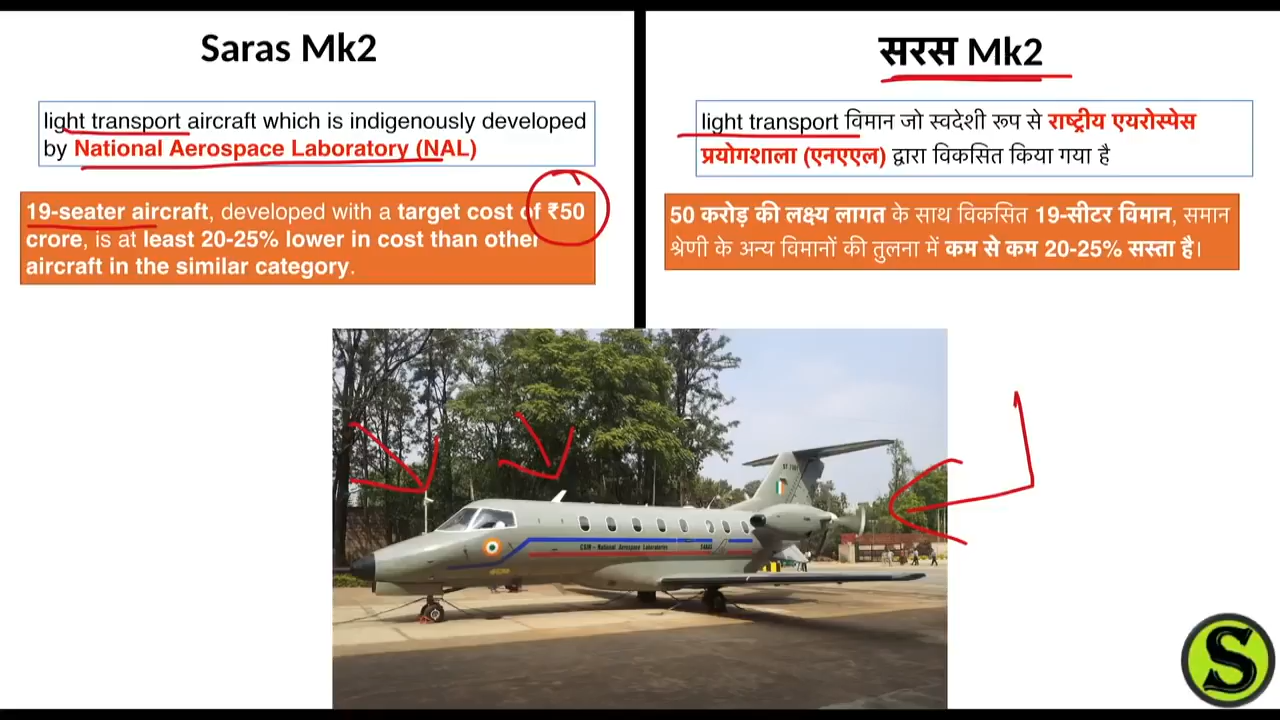 Saras Mk2
light transport aircraft which is indigenously developed
by National Aerospace Laboratory (NAL)
19-seater aircraft, developed with a target cost of ₹50
crore, is at least 20-25% lower in cost than other
aircraft in the similar category.
सरस Mk2
light transport विमान जो स्वदेशी रूप से राष्ट्रीय एयरोस्पेस
प्रयोगशाला (एनएएल) द्वारा विकसित किया गया है
50 करोड़ की लक्ष्य लागत के साथ विकसित 19-सीटर विमान, समान
श्रेणी के अन्य विमानों की तुलना में कम से कम 20-25% सस्ता है।
CSIR - National Aerospace Laboratories
SARAS
S